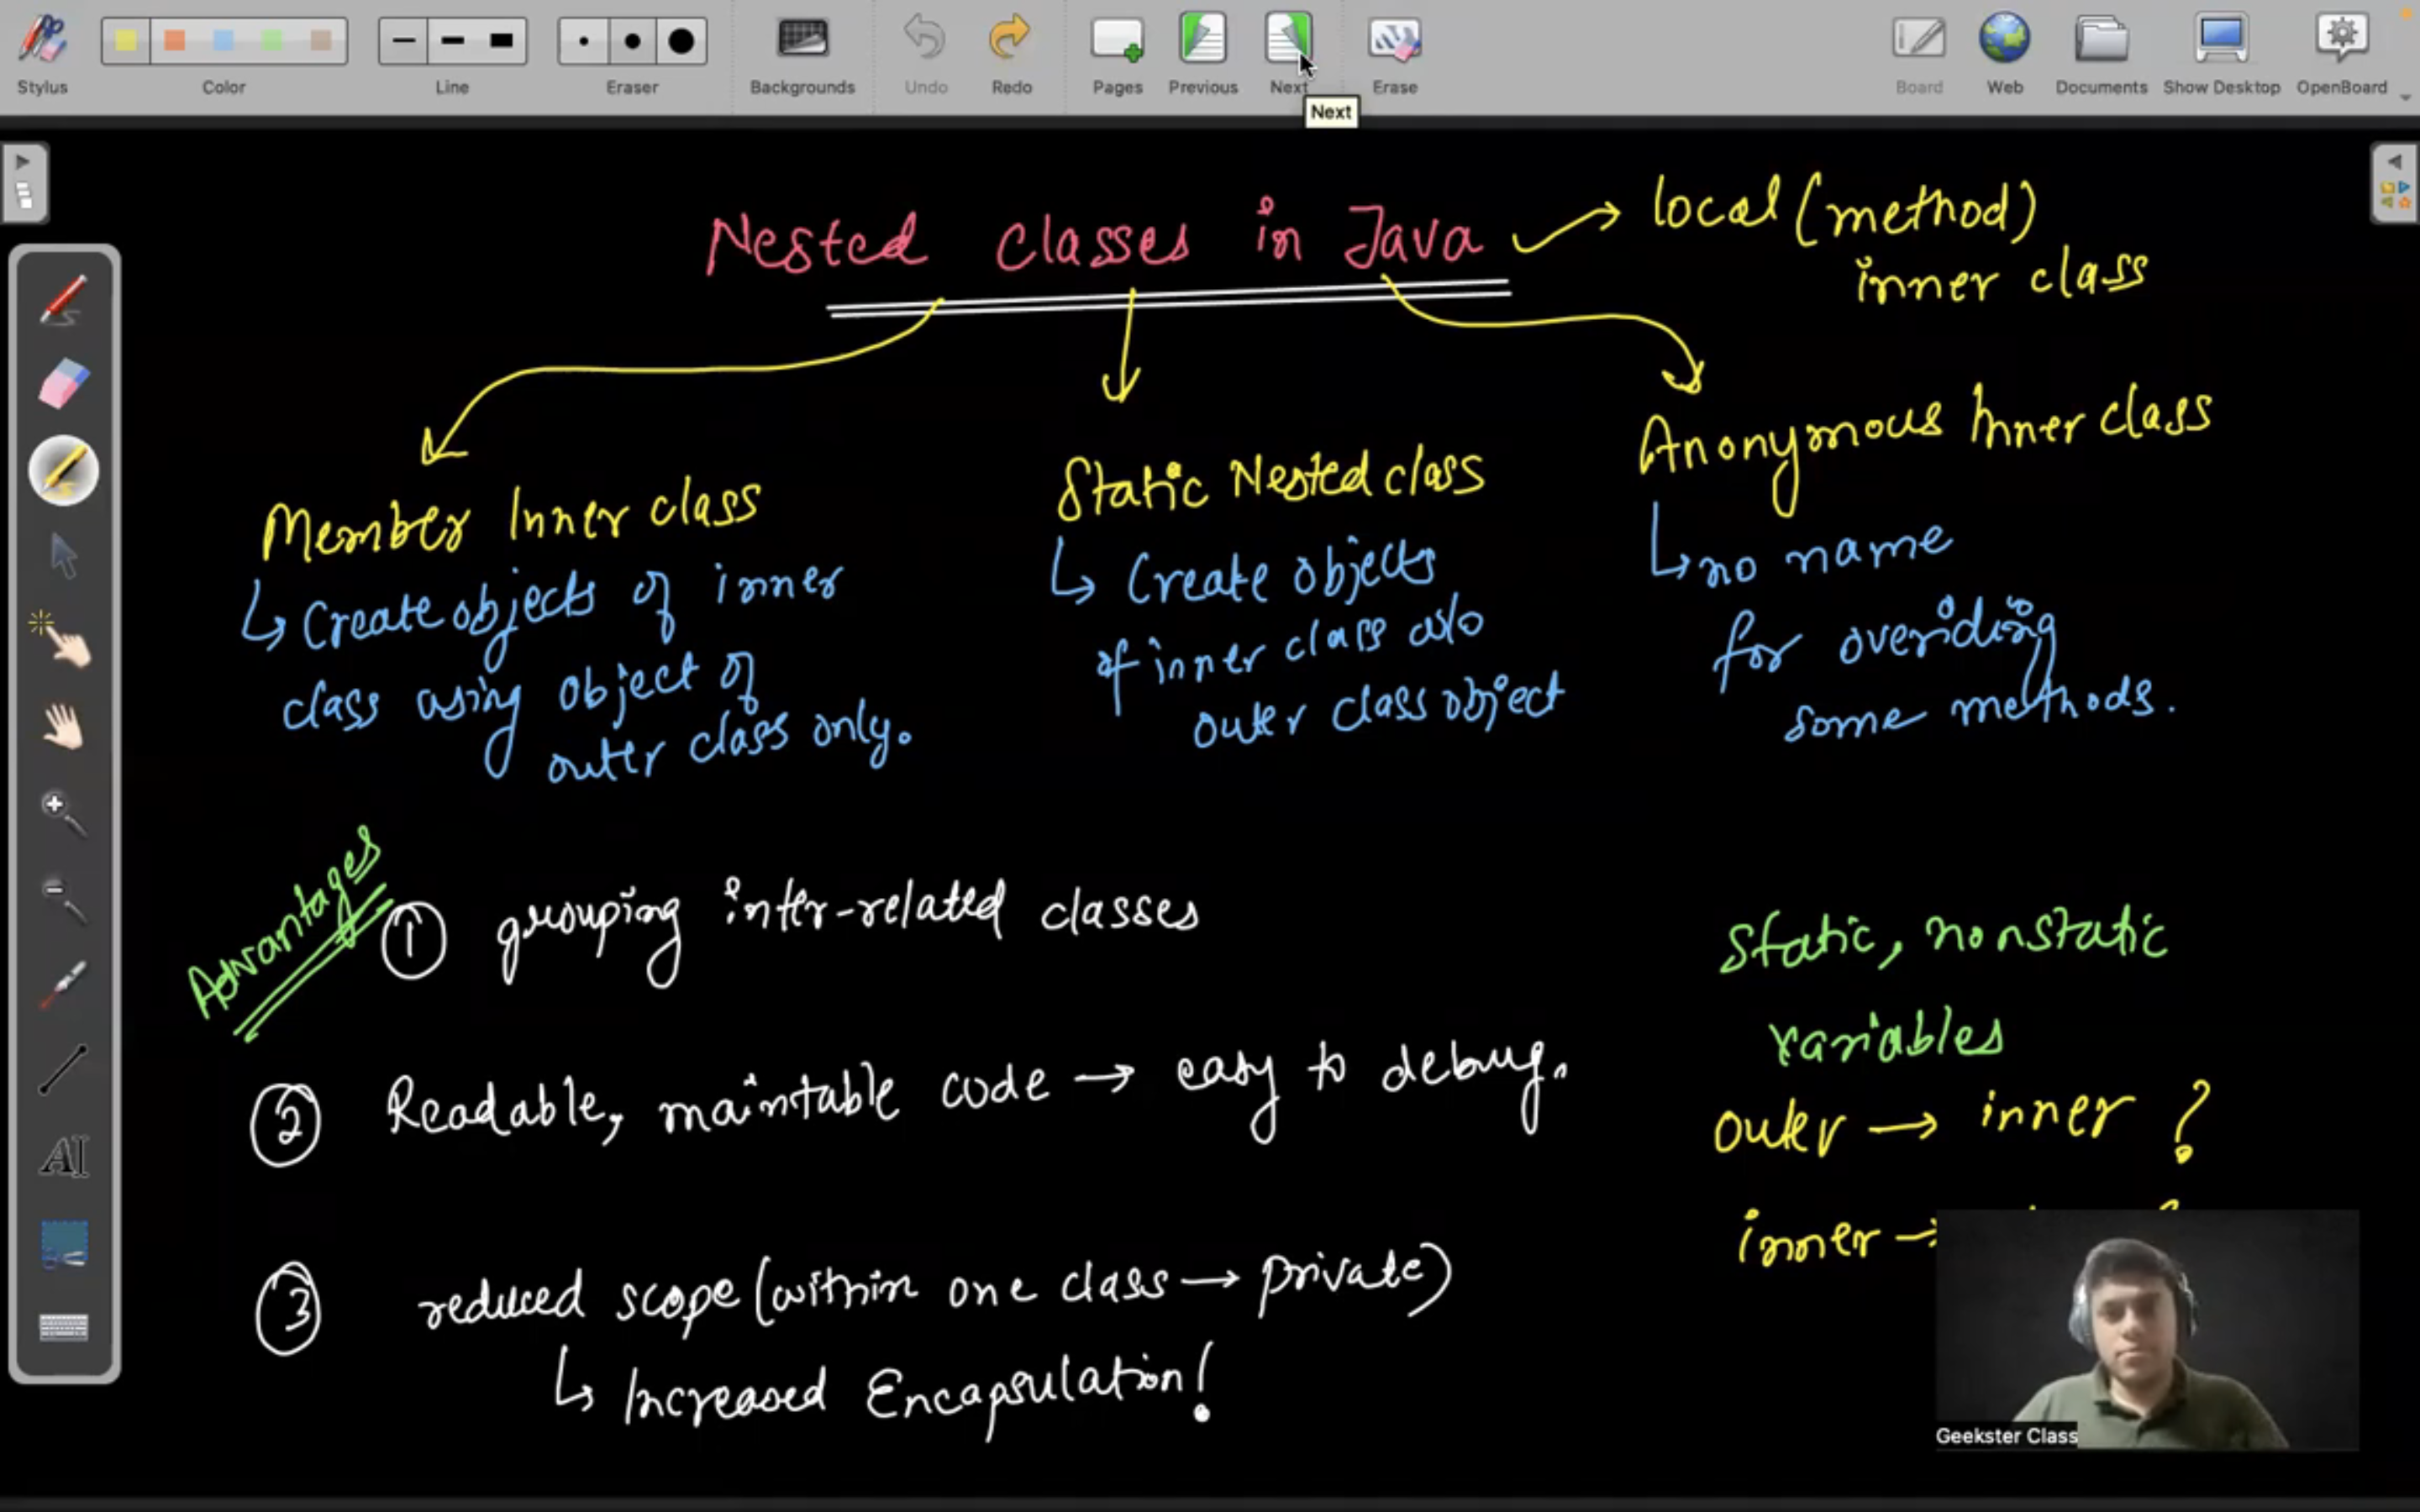 Stylus
Color
Line
Eraser
Backgrounds
Undo
Redo
Pages
Previous
Next
Erase
Board
Web
Documents
Show Desktop
OpenBoard
Next
Nested Classes in Java
local (method)
inner class
Member Inner class
↳ Create objects of inner
class using object of
outer class only.
Static Nested class
↳ Create objects
of inner class w/o
outer class object
Anonymous Inner class
↳ no name
for overiding
some methods.
Advantages
① grouping inter-related classes
② Readable, maintable code → easy to debug.
③ reduced scope (within one class → private)
↳ Increased Encapsulation!
static, nonstatic
variables
outer → inner ?
inner →
AI
Geekster Class